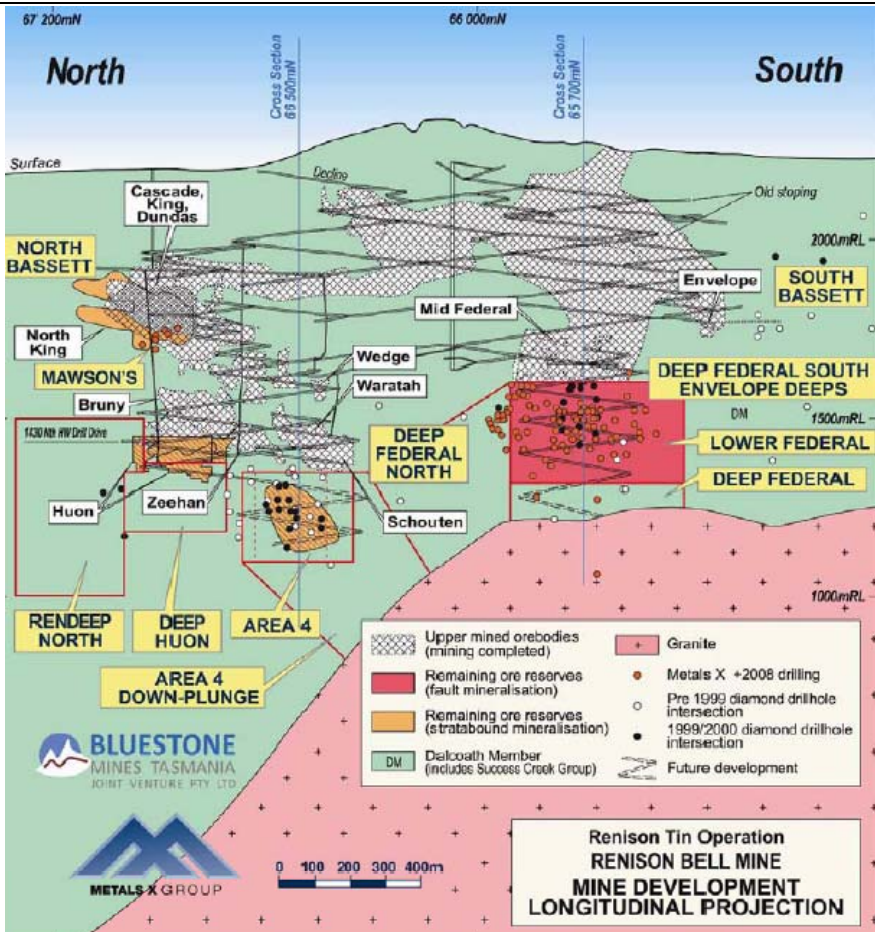 67 200mN
66 000mN
North
South
Cross Section
66 500mN
Cross Section
65 700mN
Surface
Decline
Old stoping
Cascade,
King,
Dundas
NORTH
BASSETT
2000mRL
Envelope
SOUTH
BASSETT
Mid Federal
North
King
MAWSON'S
Wedge
Waratah
DEEP FEDERAL SOUTH
ENVELOPE DEEPS
Bruny
DM
1500mRL
1430 Nth HW Drill Drive
DEEP
FEDERAL
NORTH
LOWER FEDERAL
DEEP FEDERAL
Huon
Zeehan
Schouten
1000mRL
RENDEEP
NORTH
DEEP
HUON
AREA 4
AREA 4
DOWN-PLUNGE
Upper mined orebodies
(mining completed)
Remaining ore reserves
(fault mineralisation)
Remaining ore reserves
(stratabound mineralisation)
DM
Dalcoath Member
(includes Success Creek Group)
Granite
Metals X +2008 drilling
Pre 1999 diamond drillhole
intersection
1999/2000 diamond drillhole
intersection
Future development
BLUESTONE
MINES TASMANIA
JOINT VENTURE PTY LTD
METALS X GROUP
0 100 200 300 400m
Renison Tin Operation
RENISON BELL MINE
MINE DEVELOPMENT
LONGITUDINAL PROJECTION